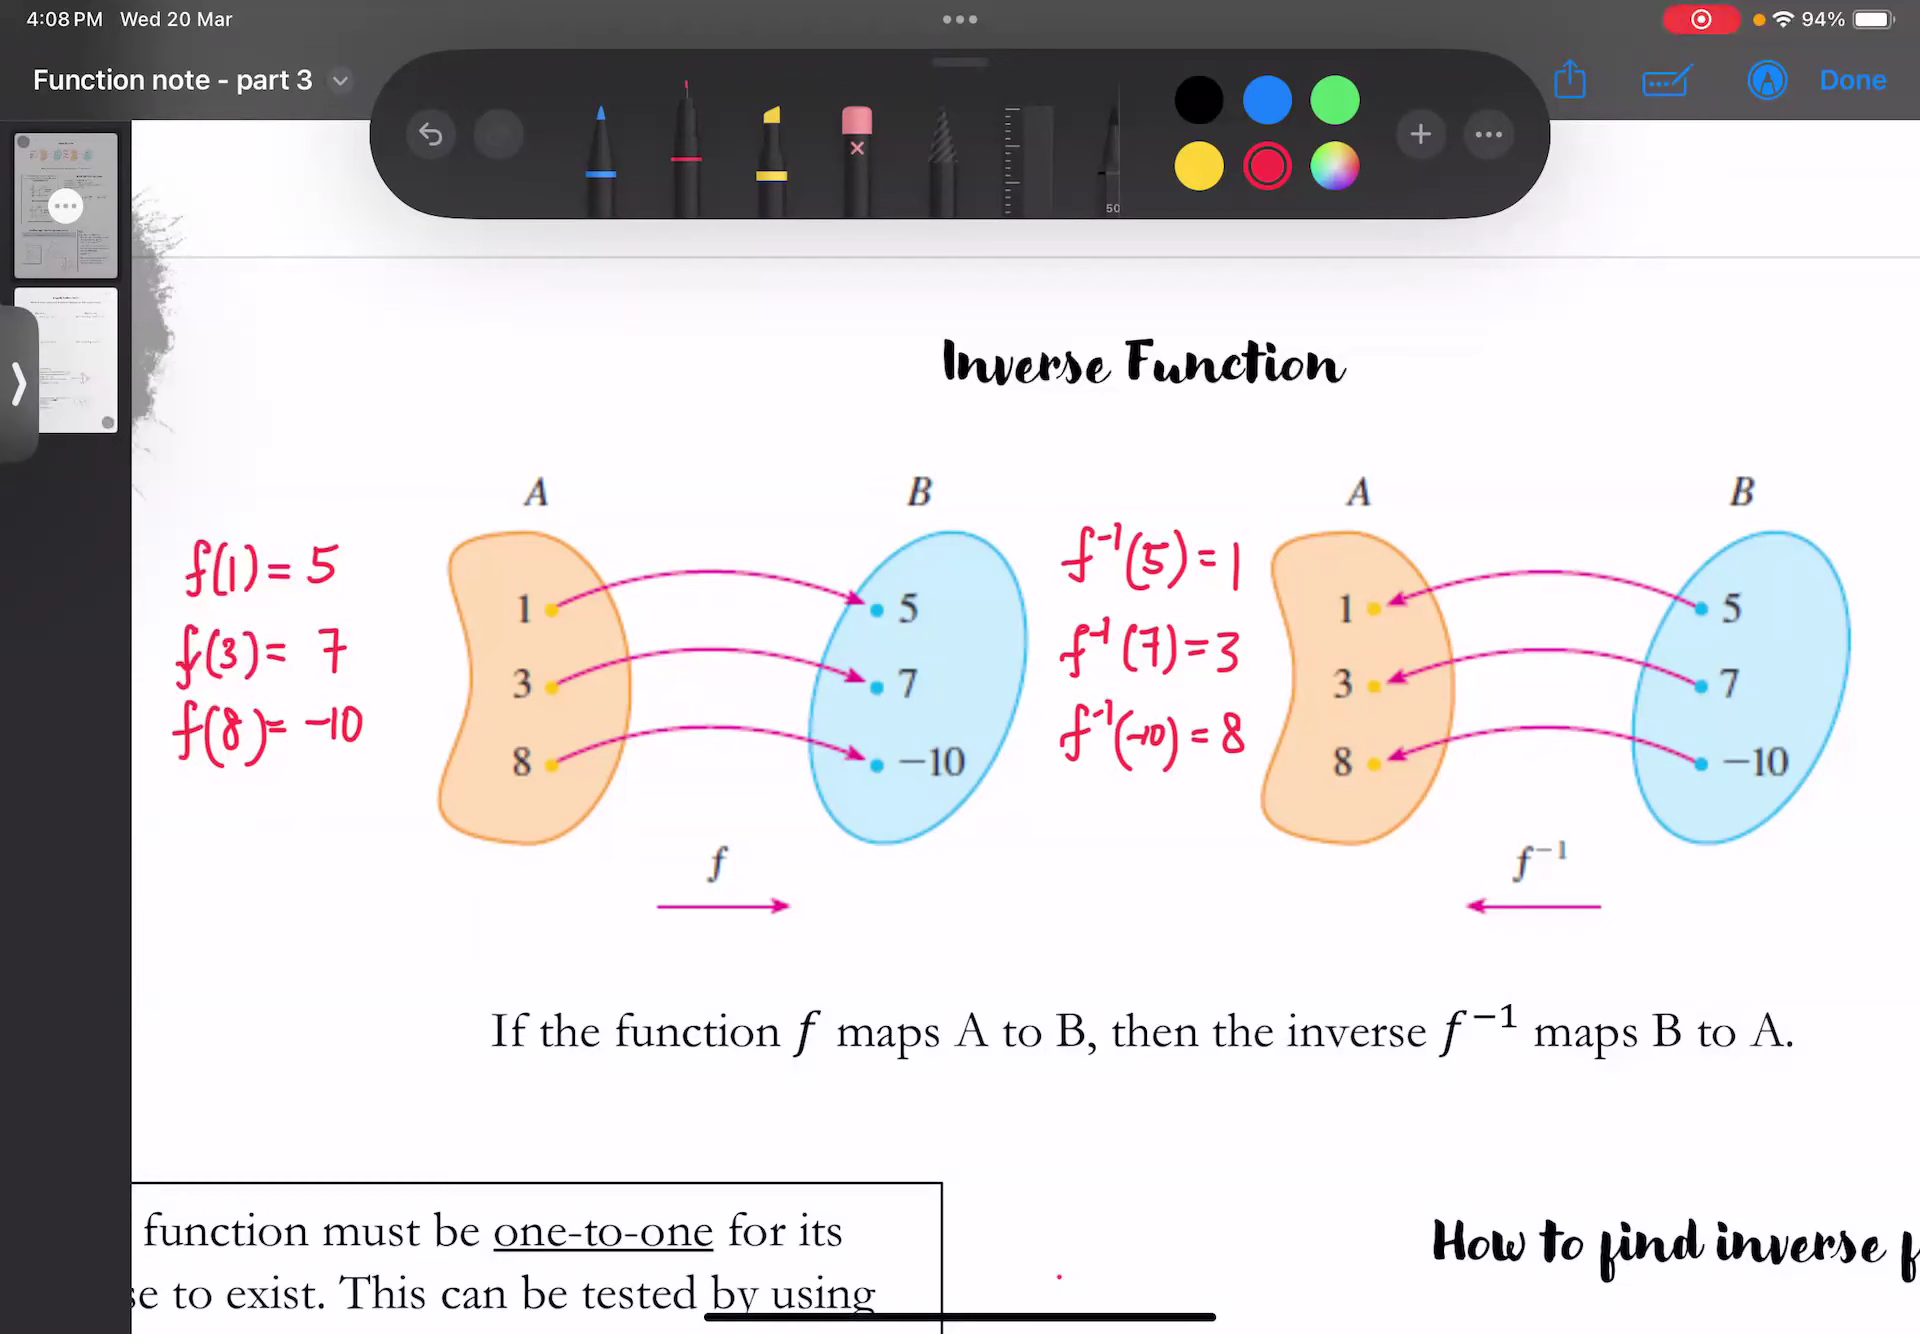 4:08 PM Wed 20 Mar
94%
Function note - part 3
Done
50
Inverse Function
A B A B
f(1) = 5
f(3) = 7
f(8) = -10
1 5
3 7
8 −10
f
f⁻¹(5) = 1
f⁻¹(7) = 3
f⁻¹(-10) = 8
1 5
3 7
8 −10
f⁻¹
If the function f maps A to B, then the inverse f⁻¹ maps B to A.
function must be one-to-one for its
se to exist. This can be tested by using
How to find inverse f